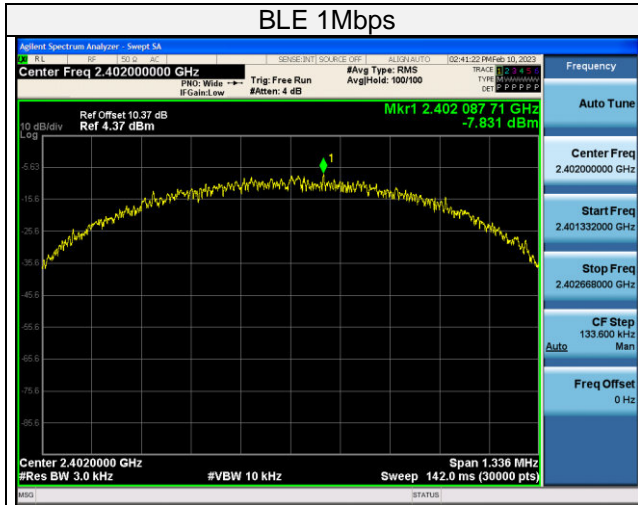 BLE 1Mbps
Agilent Spectrum Analyzer - Swept SA
RL RF 50 Ω AC SENSE:INT SOURCE OFF ALIGN AUTO 02:41:22 PM Feb 10, 2023
Center Freq 2.402000000 GHz
PNO: Wide
IFGain:Low
Trig: Free Run
#Atten: 4 dB
#Avg Type: RMS
Avg|Hold: 100/100
TRACE 1 2 3 4 5 6
TYPE MWWWWW
DET P P P P P P
Ref Offset 10.37 dB
10 dB/div Ref 4.37 dBm
Log
Mkr1 2.402 087 71 GHz
-7.831 dBm
1
-5.63
-15.6
-25.6
-35.6
-45.6
-55.6
-65.6
-75.6
-85.6
Center 2.4020000 GHz Span 1.336 MHz
#Res BW 3.0 kHz #VBW 10 kHz Sweep 142.0 ms (30000 pts)
MSG STATUS
Frequency
Auto Tune
Center Freq
2.402000000 GHz
Start Freq
2.401332000 GHz
Stop Freq
2.402668000 GHz
CF Step
133.600 kHz
Auto Man
Freq Offset
0 Hz